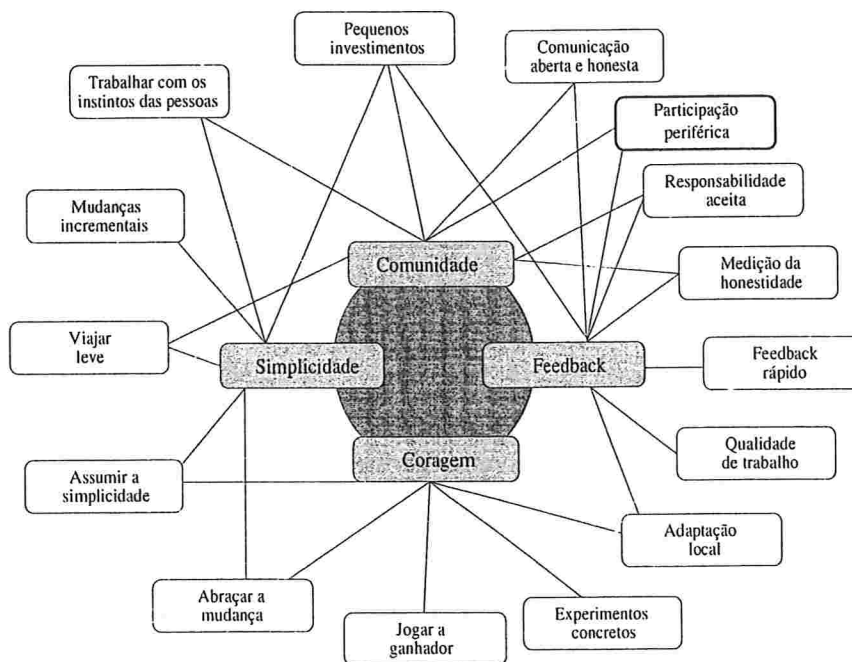 Pequenos
investimentos
Comunicação
aberta e honesta
Trabalhar com os
instintos das pessoas
Participação
periférica
Responsabilidade
aceita
Mudanças
incrementais
Comunidade
Medição da
honestidade
Viajar
leve
Simplicidade
Feedback
Feedback
rápido
Coragem
Qualidade
de trabalho
Assumir a
simplicidade
Adaptação
local
Abraçar a
mudança
Jogar a
ganhador
Experimentos
concretos